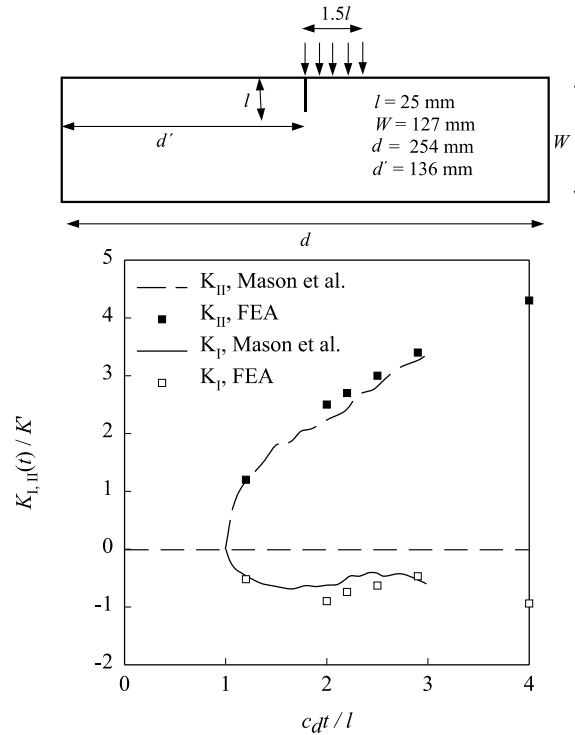 1.5l
l
l = 25 mm
W = 127 mm
d = 254 mm
d′ = 136 mm
W
d′
d
5
4
3
2
1
0
-1
-2
K_II, Mason et al.
K_II, FEA
K_I, Mason et al.
K_I, FEA
K_I, II(t) / K'
0 1 2 3 4
c_d t / l